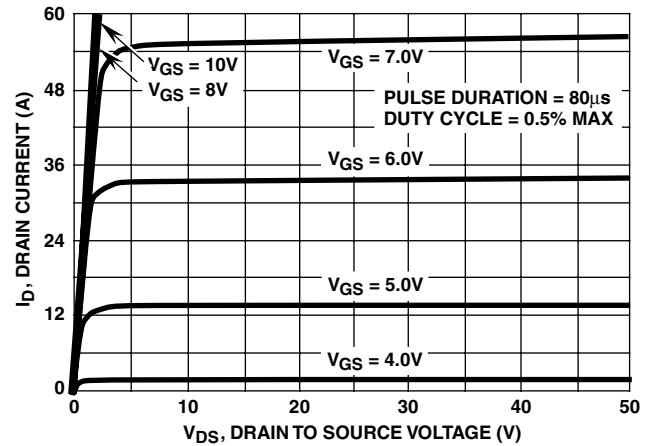 60
48
36
24
12
0
I_D, DRAIN CURRENT (A)
V_GS = 10V
V_GS = 8V
V_GS = 7.0V
PULSE DURATION = 80µs
DUTY CYCLE = 0.5% MAX
V_GS = 6.0V
V_GS = 5.0V
V_GS = 4.0V
0 10 20 30 40 50
V_DS, DRAIN TO SOURCE VOLTAGE (V)